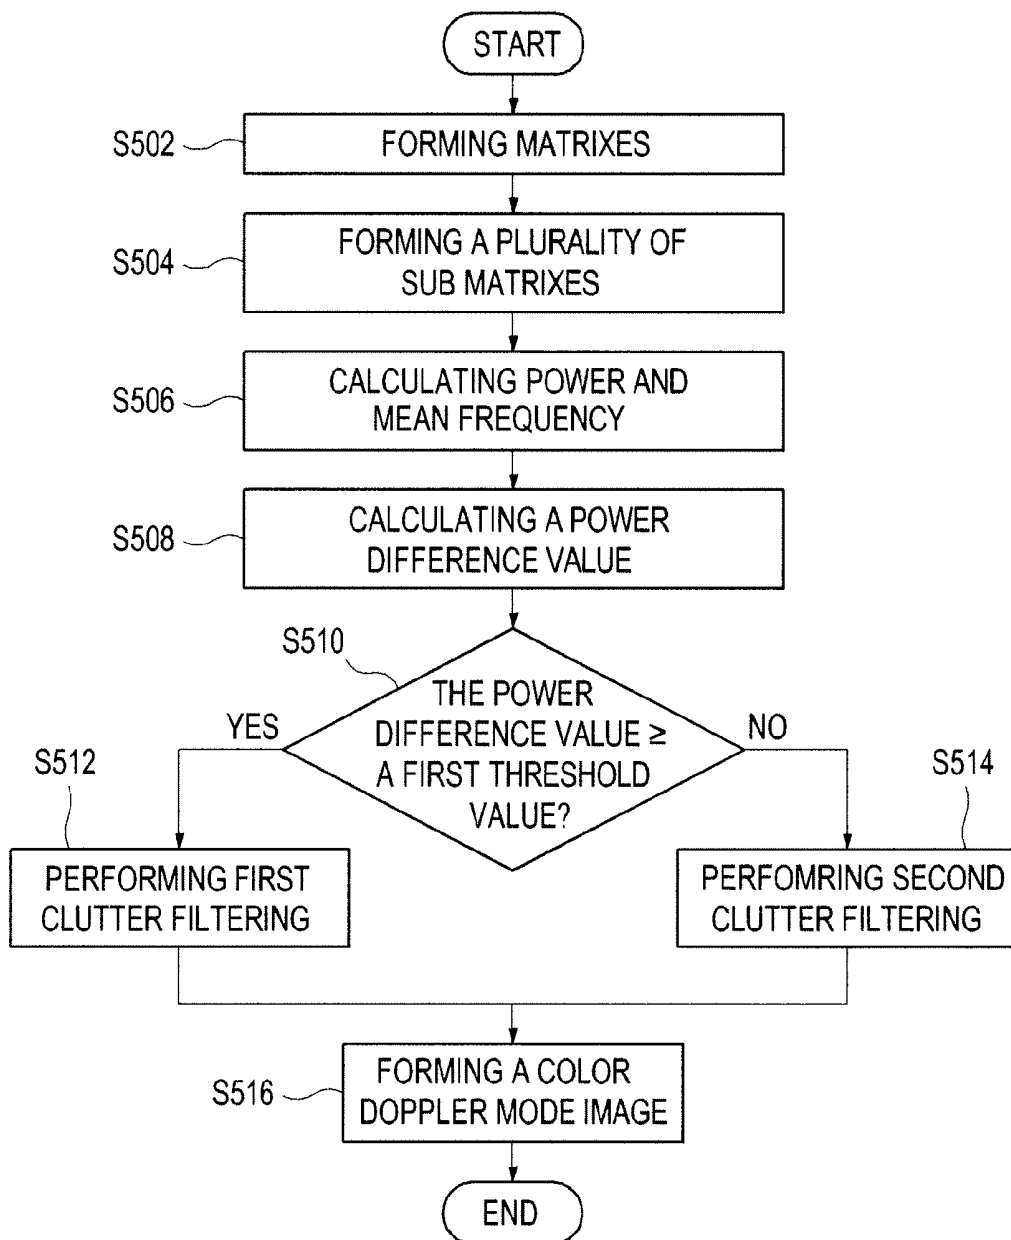 START
S502
FORMING MATRIXES
S504
FORMING A PLURALITY OF
SUB MATRIXES
S506
CALCULATING POWER AND
MEAN FREQUENCY
S508
CALCULATING A POWER
DIFFERENCE VALUE
S510
THE POWER
DIFFERENCE VALUE ≥
A FIRST THRESHOLD
VALUE?
YES
NO
S512
PERFORMING FIRST
CLUTTER FILTERING
S514
PERFOMRING SECOND
CLUTTER FILTERING
S516
FORMING A COLOR
DOPPLER MODE IMAGE
END